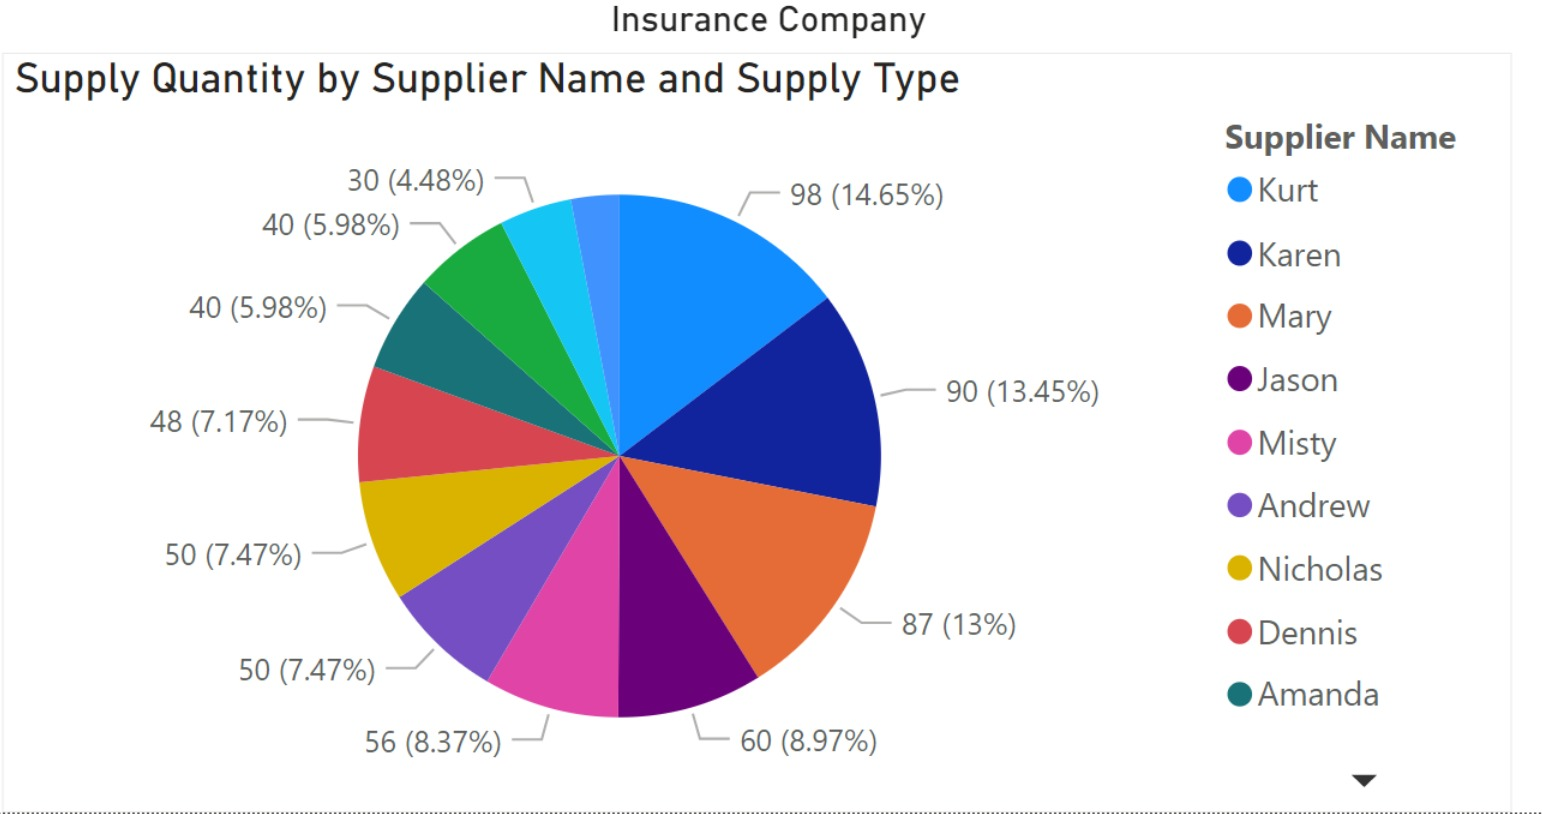 Insurance Company
Supply Quantity by Supplier Name and Supply Type
30 (4.48%)
40 (5.98%)
40 (5.98%)
48 (7.17%)
50 (7.47%)
50 (7.47%)
56 (8.37%)
98 (14.65%)
90 (13.45%)
87 (13%)
60 (8.97%)
Supplier Name
Kurt
Karen
Mary
Jason
Misty
Andrew
Nicholas
Dennis
Amanda